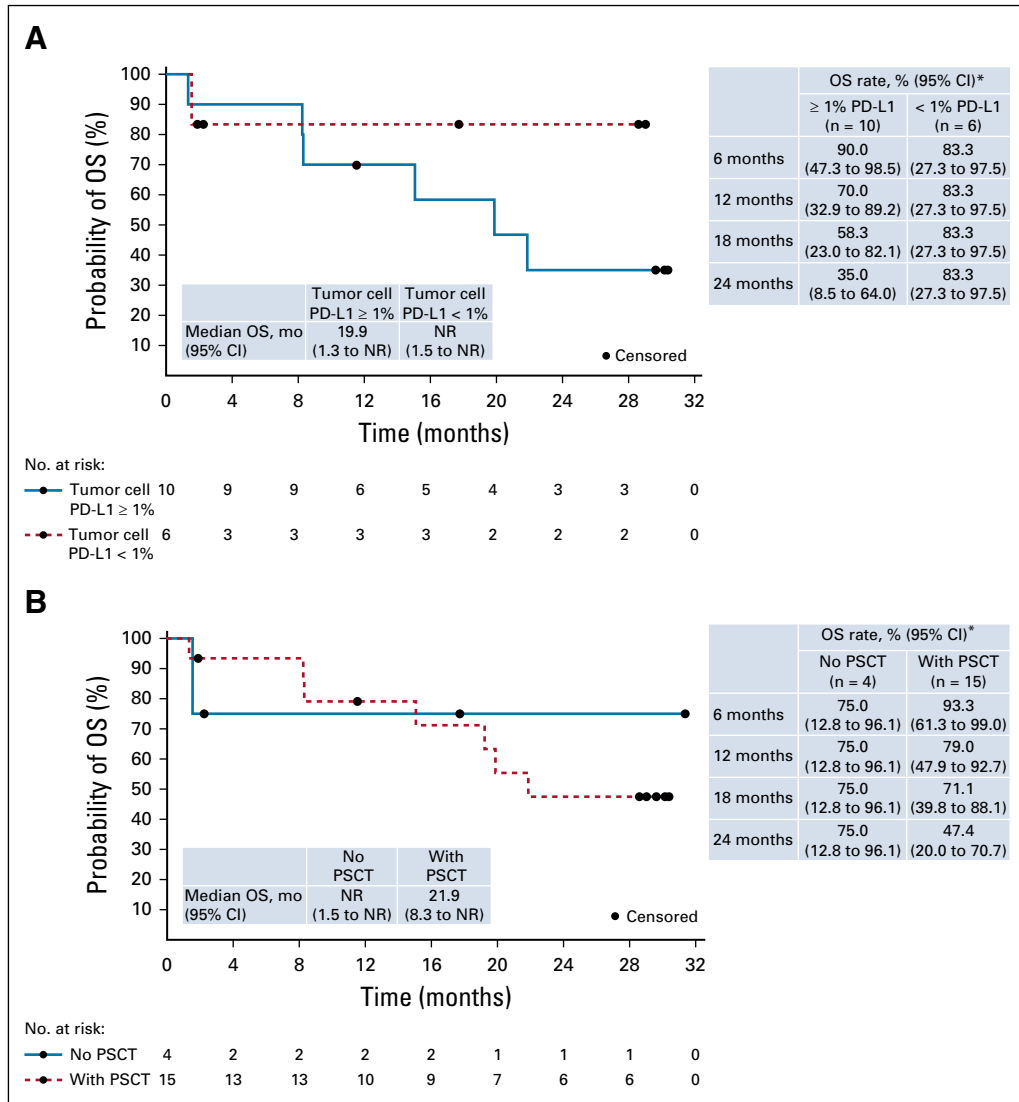 A
Probability of OS (%)
100
90
80
70
60
50
40
30
20
10
0 4 8 12 16 20 24 28 32
Time (months)
Tumor cell PD-L1 ≥ 1% Tumor cell PD-L1 < 1%
Median OS, mo (95% CI) 19.9 (1.3 to NR) NR (1.5 to NR)
Censored
OS rate, % (95% CI)*
≥ 1% PD-L1 (n = 10) < 1% PD-L1 (n = 6)
6 months 90.0 (47.3 to 98.5) 83.3 (27.3 to 97.5)
12 months 70.0 (32.9 to 89.2) 83.3 (27.3 to 97.5)
18 months 58.3 (23.0 to 82.1) 83.3 (27.3 to 97.5)
24 months 35.0 (8.5 to 64.0) 83.3 (27.3 to 97.5)
No. at risk:
Tumor cell PD-L1 ≥ 1% 10 9 9 6 5 4 3 3 0
Tumor cell PD-L1 < 1% 6 3 3 3 3 2 2 2 0
B
Probability of OS (%)
100
90
80
70
60
50
40
30
20
10
0 4 8 12 16 20 24 28 32
Time (months)
No PSCT With PSCT
Median OS, mo (95% CI) NR (1.5 to NR) 21.9 (8.3 to NR)
Censored
OS rate, % (95% CI)*
No PSCT (n = 4) With PSCT (n = 15)
6 months 75.0 (12.8 to 96.1) 93.3 (61.3 to 99.0)
12 months 75.0 (12.8 to 96.1) 79.0 (47.9 to 92.7)
18 months 75.0 (12.8 to 96.1) 71.1 (39.8 to 88.1)
24 months 75.0 (12.8 to 96.1) 47.4 (20.0 to 70.7)
No. at risk:
No PSCT 4 2 2 2 2 1 1 1 0
With PSCT 15 13 13 10 9 7 6 6 0